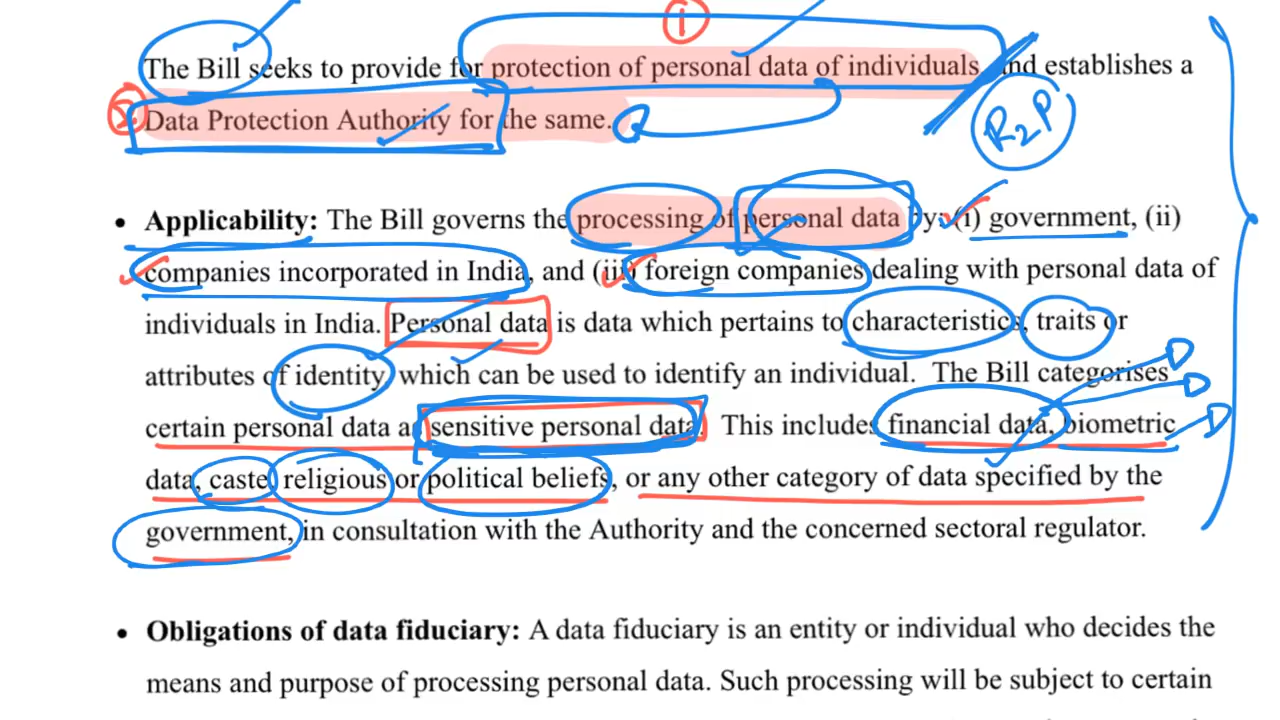 1
The Bill seeks to provide for protection of personal data of individuals and establishes a
2 Data Protection Authority for the same.
R2P
• Applicability: The Bill governs the processing of personal data by: (i) government, (ii)
companies incorporated in India, and (iii) foreign companies dealing with personal data of
individuals in India. Personal data is data which pertains to characteristics, traits or
attributes of identity, which can be used to identify an individual. The Bill categorises
certain personal data as sensitive personal data. This includes financial data, biometric
data, caste, religious or political beliefs, or any other category of data specified by the
government, in consultation with the Authority and the concerned sectoral regulator.
• Obligations of data fiduciary: A data fiduciary is an entity or individual who decides the
means and purpose of processing personal data. Such processing will be subject to certain